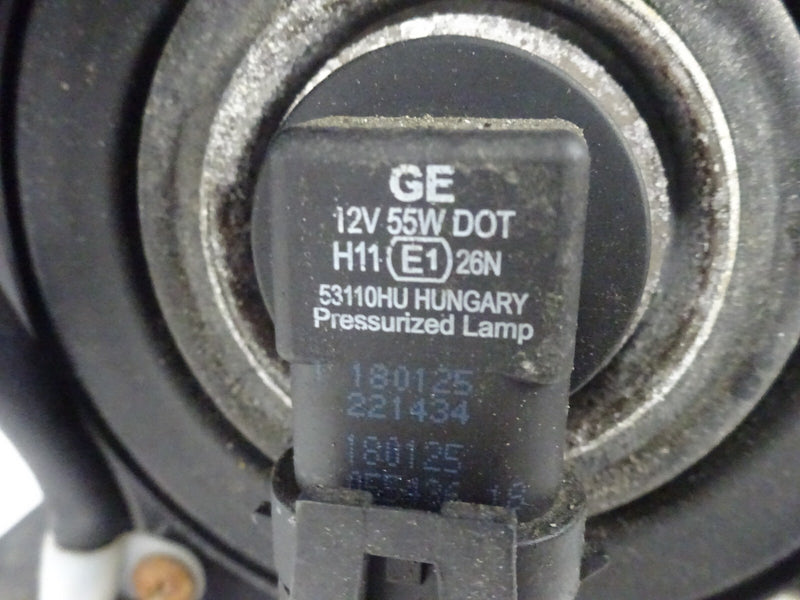 GE
12V 55W DOT
H11 E1 26N
53110HU HUNGARY
Pressurized Lamp
180125
221434
180125